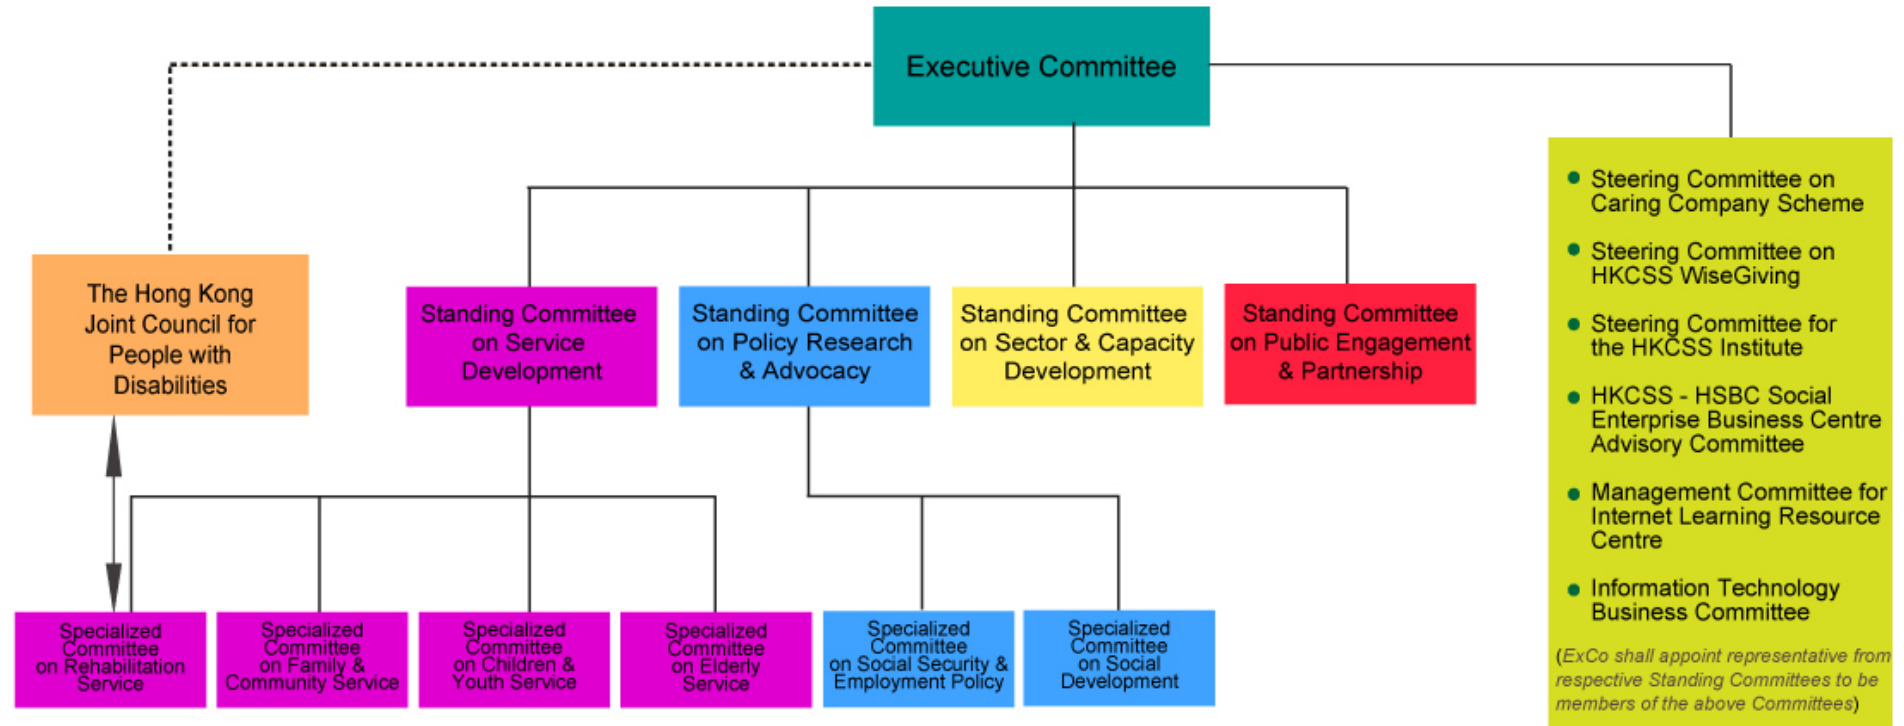 Executive Committee
The Hong Kong
Joint Council for
People with
Disabilities
Standing Committee
on Service
Development
Standing Committee
on Policy Research
& Advocacy
Standing Committee
on Sector & Capacity
Development
Standing Committee
on Public Engagement
& Partnership
Steering Committee on
Caring Company Scheme
Steering Committee on
HKCSS WiseGiving
Steering Committee for
the HKCSS Institute
HKCSS - HSBC Social
Enterprise Business Centre
Advisory Committee
Management Committee for
Internet Learning Resource
Centre
Information Technology
Business Committee
(ExCo shall appoint representative from
respective Standing Committees to be
members of the above Committees)
Specialized
Committee
on Rehabilitation
Service
Specialized
Committee
on Family &
Community Service
Specialized
Committee
on Children &
Youth Service
Specialized
Committee
on Elderly
Service
Specialized
Committee
on Social Security &
Employment Policy
Specialized
Committee
on Social
Development